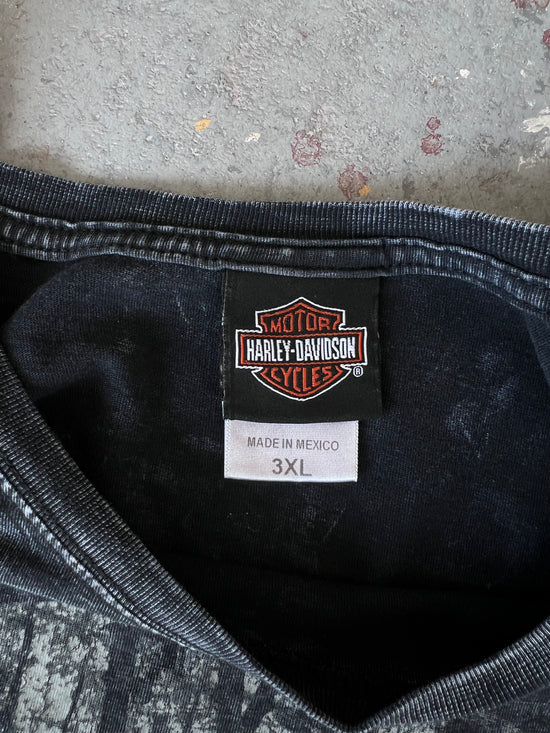 MOTOR
HARLEY-DAVIDSON
CYCLES
®
MADE IN MEXICO
3XL